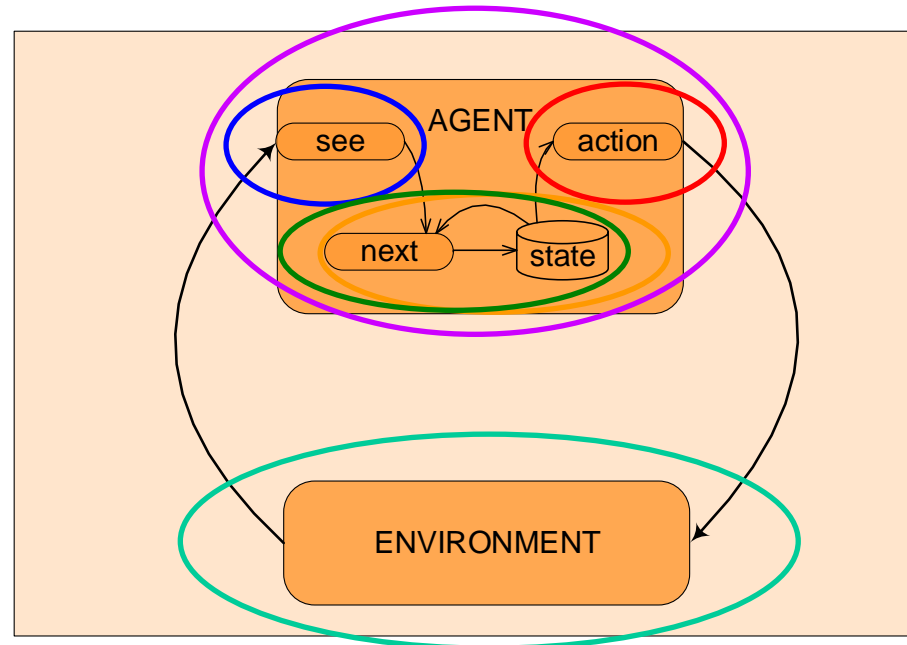 AGENT
see
action
next
state
ENVIRONMENT